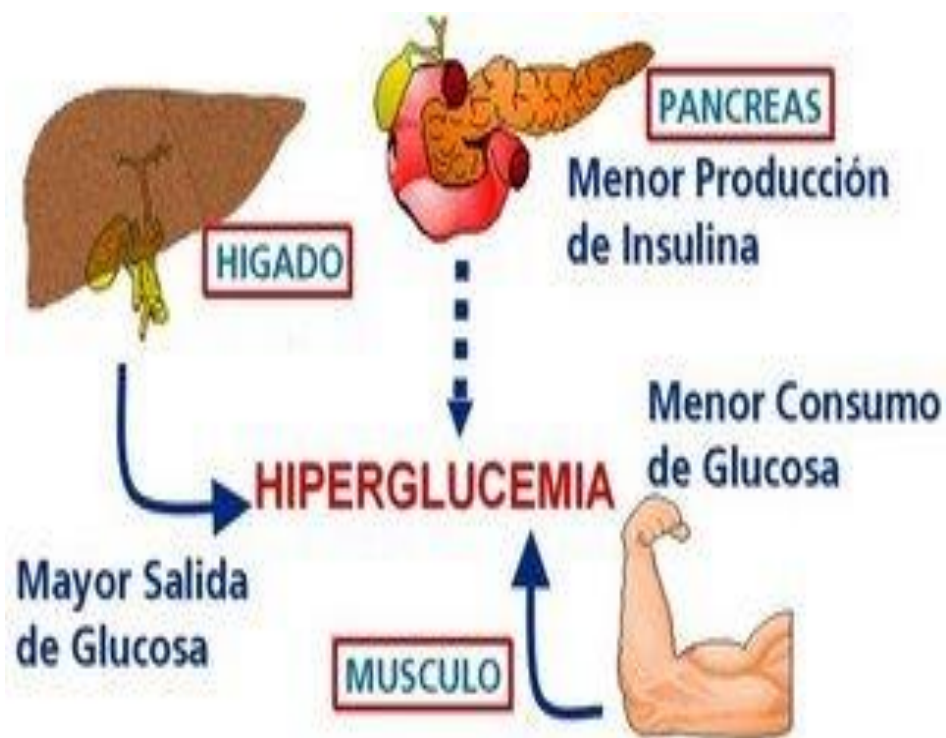 PANCREAS
Menor Producción
de Insulina
HIGADO
Menor Consumo
de Glucosa
HIPERGLUCEMIA
Mayor Salida
de Glucosa
MUSCULO